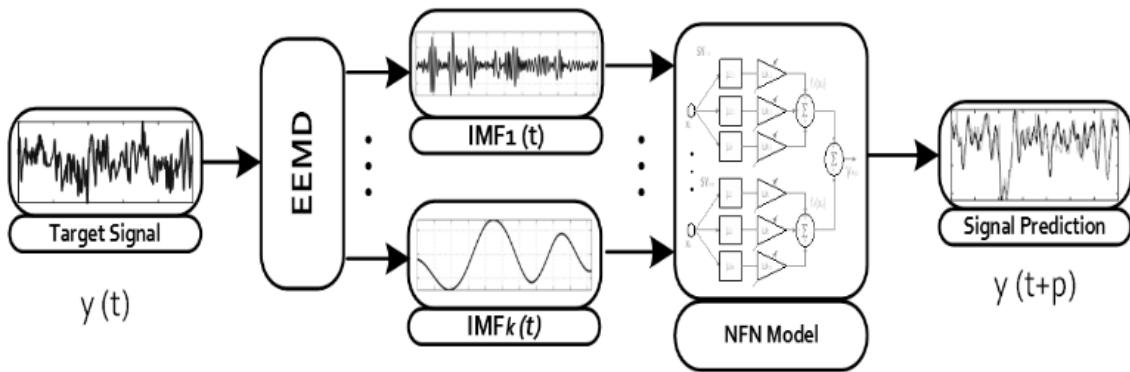 Target Signal
y (t)
EEMD
IMF1 (t)
IMFk(t)
Σ
Σ
Σ
NFN Model
Signal Prediction
y (t+p)